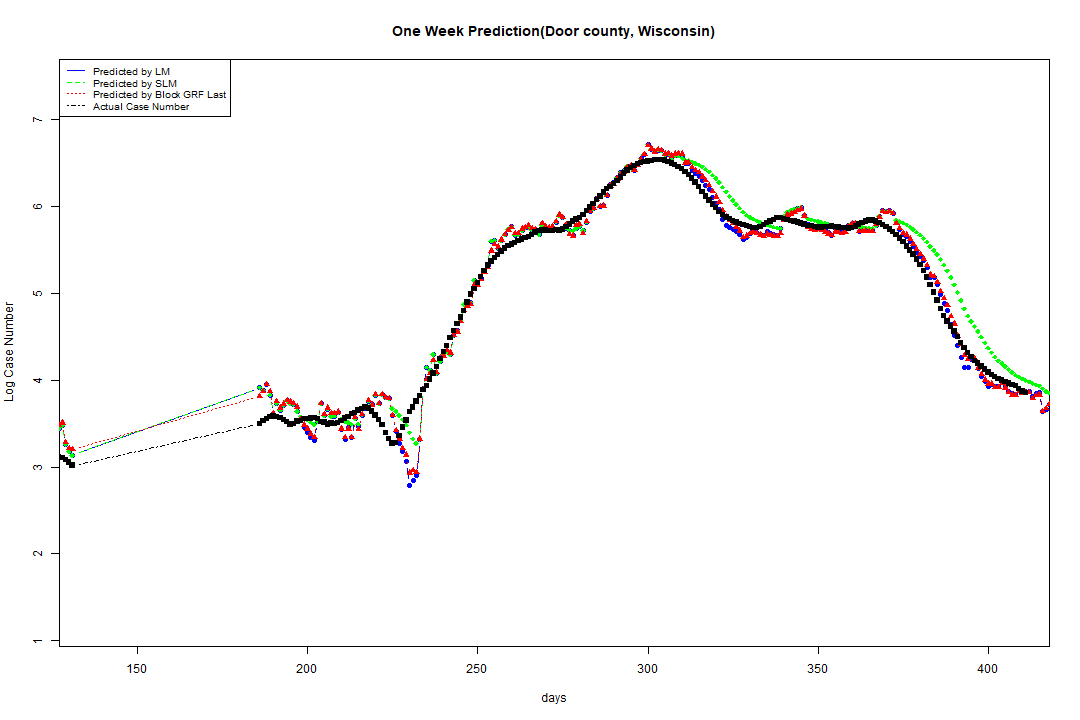 One Week Prediction(Door county, Wisconsin)
Predicted by LM
Predicted by SLM
Predicted by Block GRF Last
Actual Case Number
Log Case Number
7
6
5
4
3
2
1
150 200 250 300 350 400
days